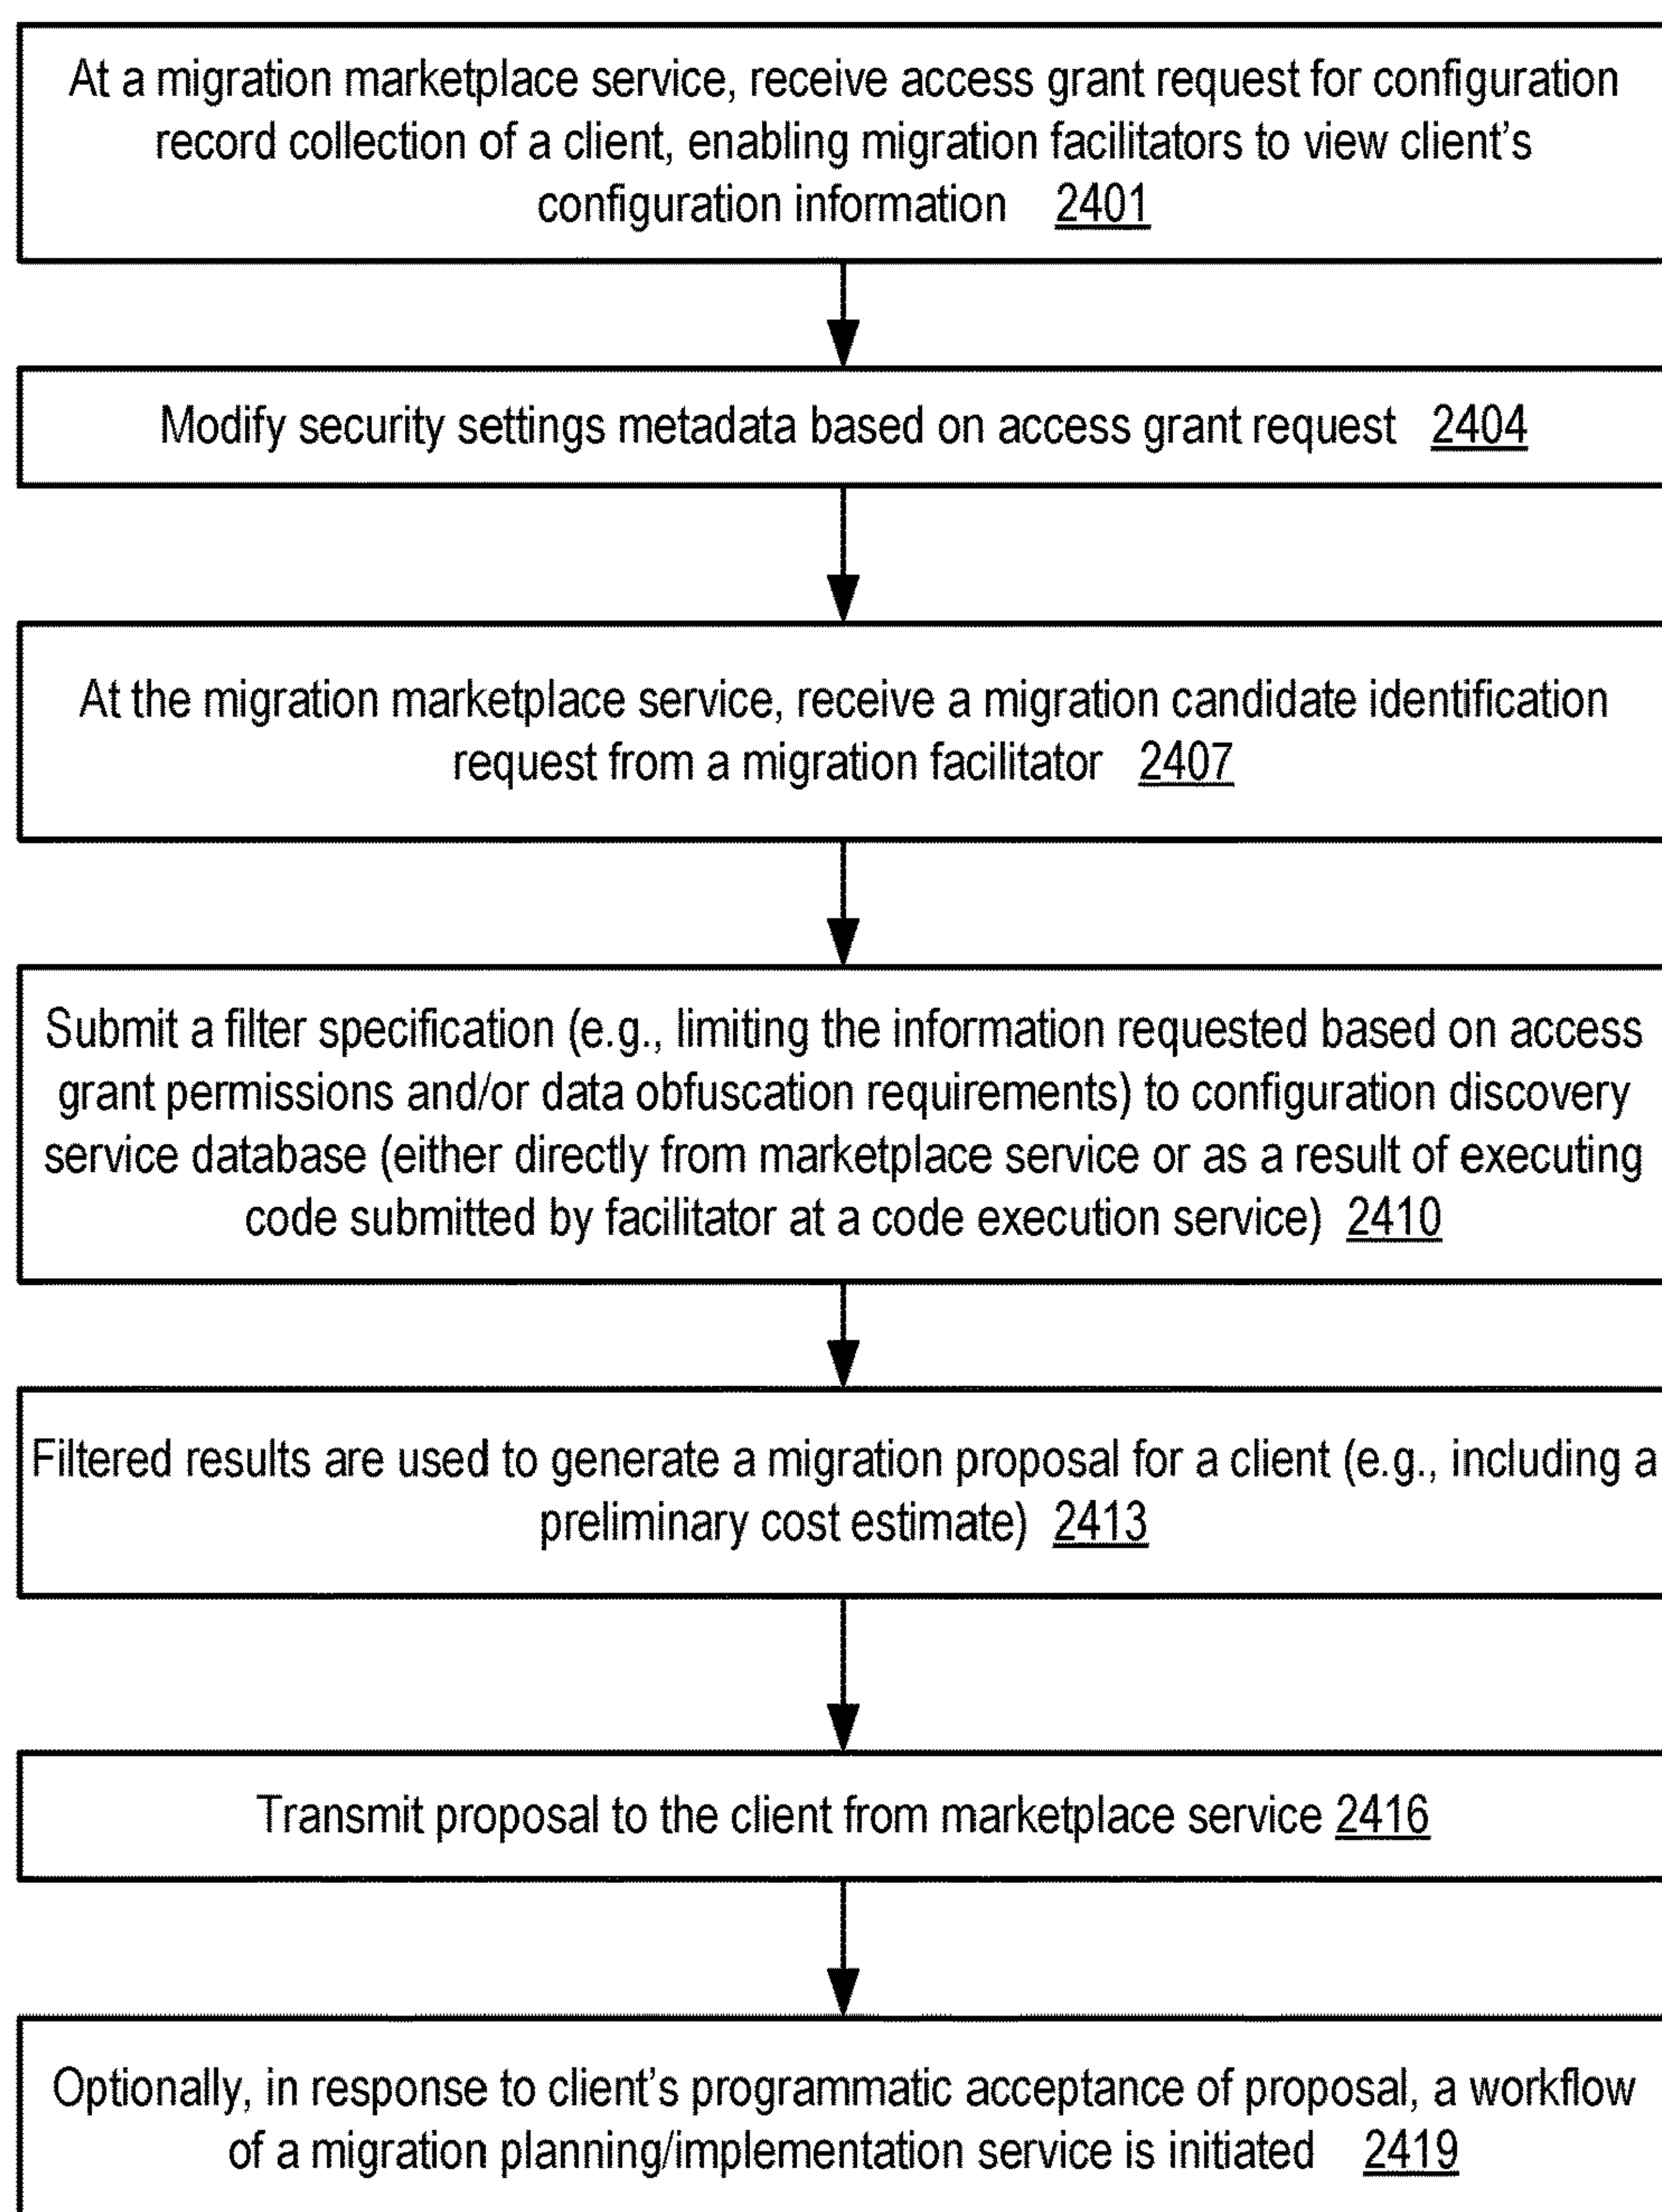 At a migration marketplace service, receive access grant request for configuration
record collection of a client, enabling migration facilitators to view client’s
configuration information 2401
Modify security settings metadata based on access grant request 2404
At the migration marketplace service, receive a migration candidate identification
request from a migration facilitator 2407
Submit a filter specification (e.g., limiting the information requested based on access
grant permissions and/or data obfuscation requirements) to configuration discovery
service database (either directly from marketplace service or as a result of executing
code submitted by facilitator at a code execution service) 2410
Filtered results are used to generate a migration proposal for a client (e.g., including a
preliminary cost estimate) 2413
Transmit proposal to the client from marketplace service 2416
Optionally, in response to client’s programmatic acceptance of proposal, a workflow
of a migration planning/implementation service is initiated 2419